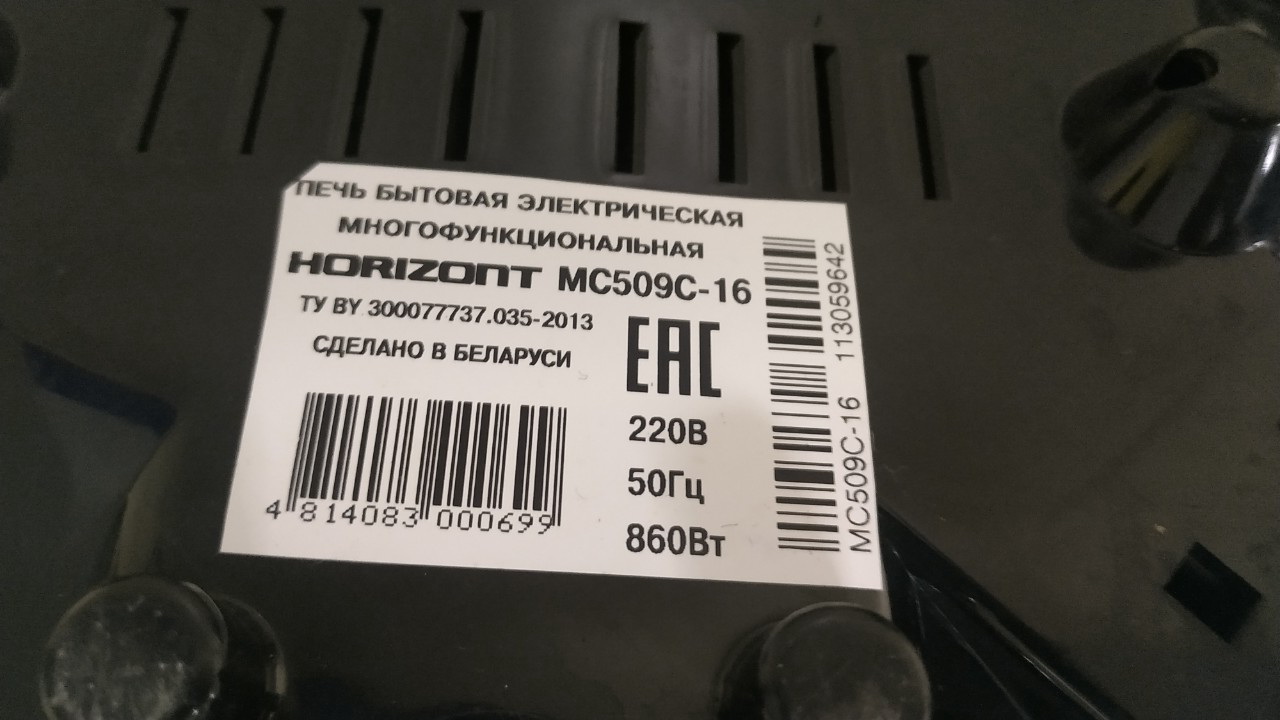 ПЕЧЬ БЫТОВАЯ ЭЛЕКТРИЧЕСКАЯ
МНОГОФУНКЦИОНАЛЬНАЯ
HORIZONT MC509C-16
ТУ BY 300077737.035-2013
СДЕЛАНО В БЕЛАРУСИ
EAC
220В
50Гц
860Вт
4 814083 000699
MC509C-16 113059642